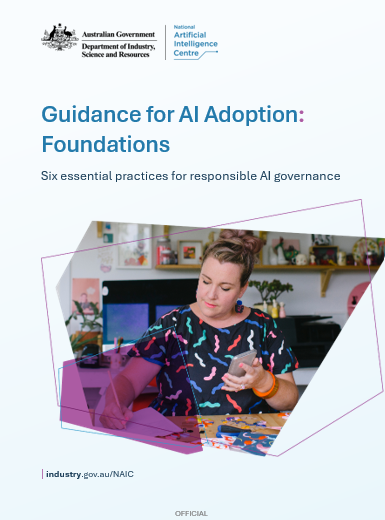 Australian Government
Department of Industry,
Science and Resources
National
Artificial
Intelligence
Centre
Guidance for AI Adoption:
Foundations
Six essential practices for responsible AI governance
industry.gov.au/NAIC
OFFICIAL